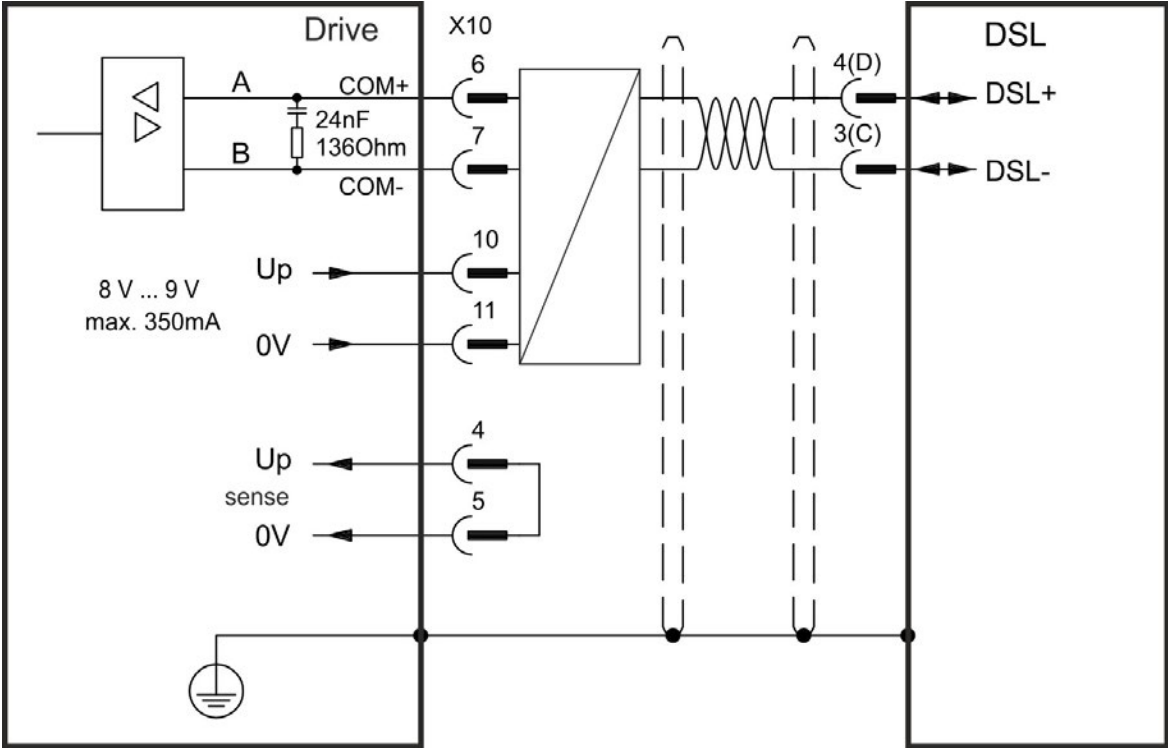 Drive
X10
DSL
A
COM+
6
4(D)
DSL+
24nF
136Ohm
7
3(C)
B
COM-
DSL-
10
Up
8 V ... 9 V
max. 350mA
11
0V
4
Up
sense
5
0V